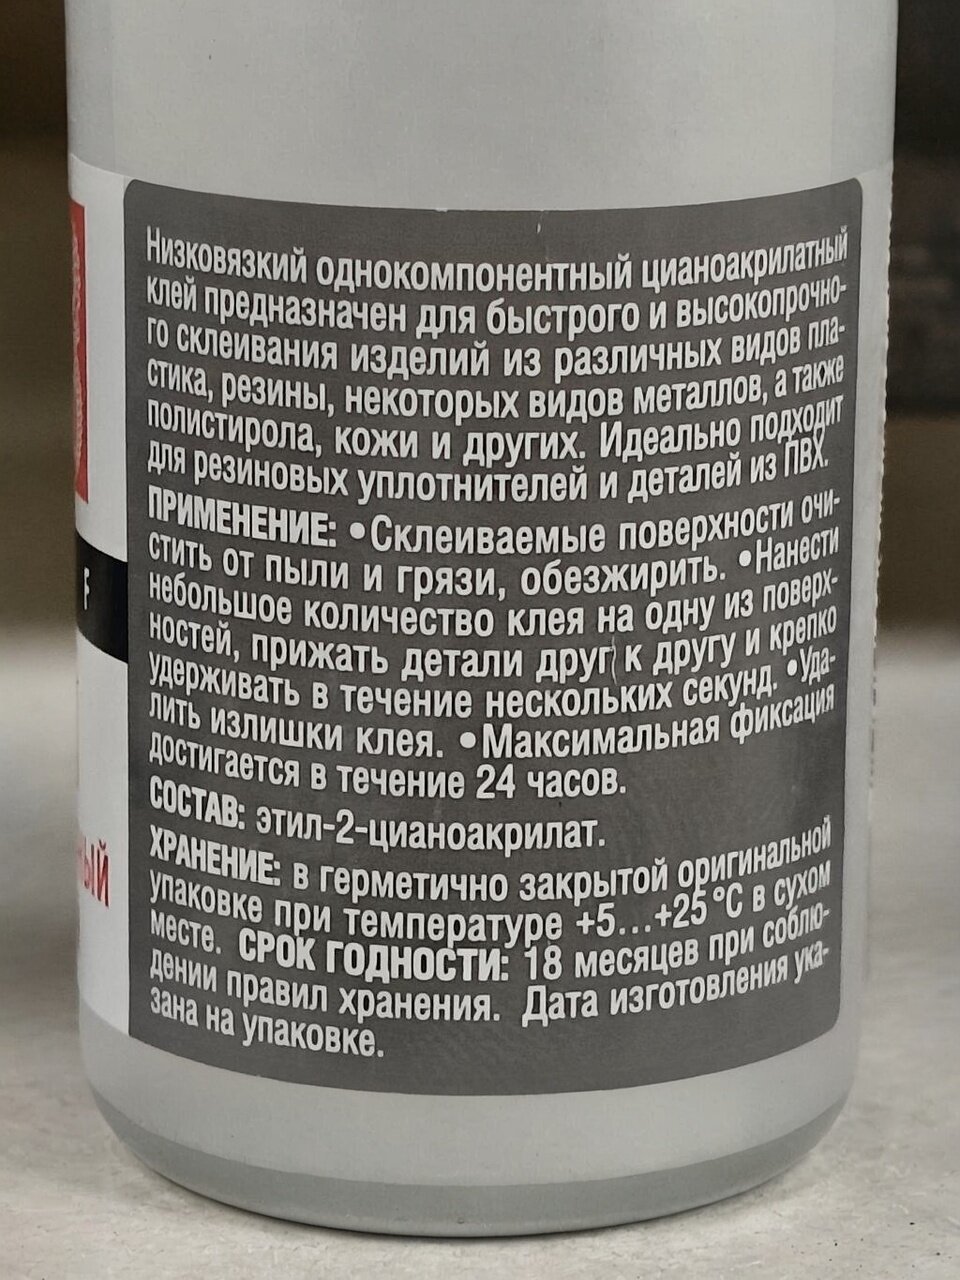 Низковязкий однокомпонентный цианоакрилатный
клей предназначен для быстрого и высокопрочно-
го склеивания изделий из различных видов пла-
стика, резины, некоторых видов металлов, а также
полистирола, кожи и других. Идеально подходит
для резиновых уплотнителей и деталей из ПВХ.
ПРИМЕНЕНИЕ: •Склеиваемые поверхности очи-
стить от пыли и грязи, обезжирить. •Нанести
небольшое количество клея на одну из поверх-
ностей, прижать детали друг к другу и крепко
удерживать в течение нескольких секунд. •Уда-
лить излишки клея. •Максимальная фиксация
достигается в течение 24 часов.
СОСТАВ: этил-2-цианоакрилат.
ХРАНЕНИЕ: в герметично закрытой оригинальной
упаковке при температуре +5...+25 °С в сухом
месте. СРОК ГОДНОСТИ: 18 месяцев при соблю-
дении правил хранения. Дата изготовления ука-
зана на упаковке.
F
ный